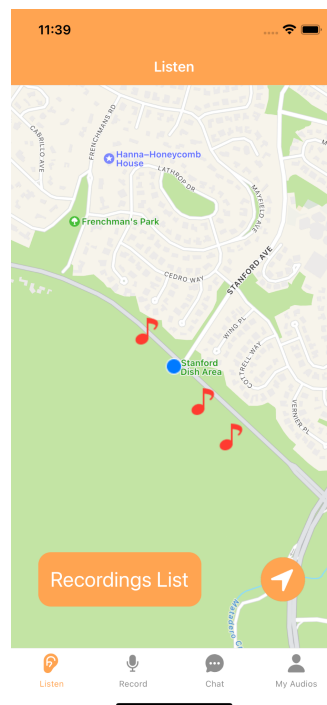 11:39
Listen
CABRILLO AVE
FRENCHMANS RD
Hanna–Honeycomb
House
LATHROP DR
MAYFIELD AVE
Frenchman's Park
STANFORD AVE
CEDRO WAY
WING PL
Stanford
Dish Area
COTTRELL WAY
VERNIER PL
Recordings List
Matadero C
Listen
Record
Chat
My Audios